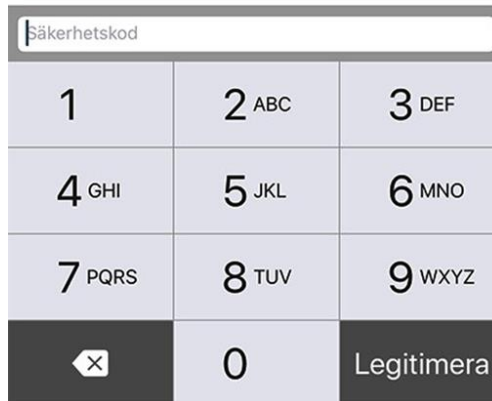 Säkerhetskod
1 2 ABC 3 DEF
4 GHI 5 JKL 6 MNO
7 PQRS 8 TUV 9 WXYZ
0 Legitimera